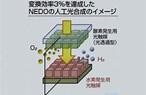 変換効率3%を達成した
NEDOの人工光合成のイメージ
酸素発生用
光触媒
(光透過型)
O₂
H₂
水素発生用
光触媒